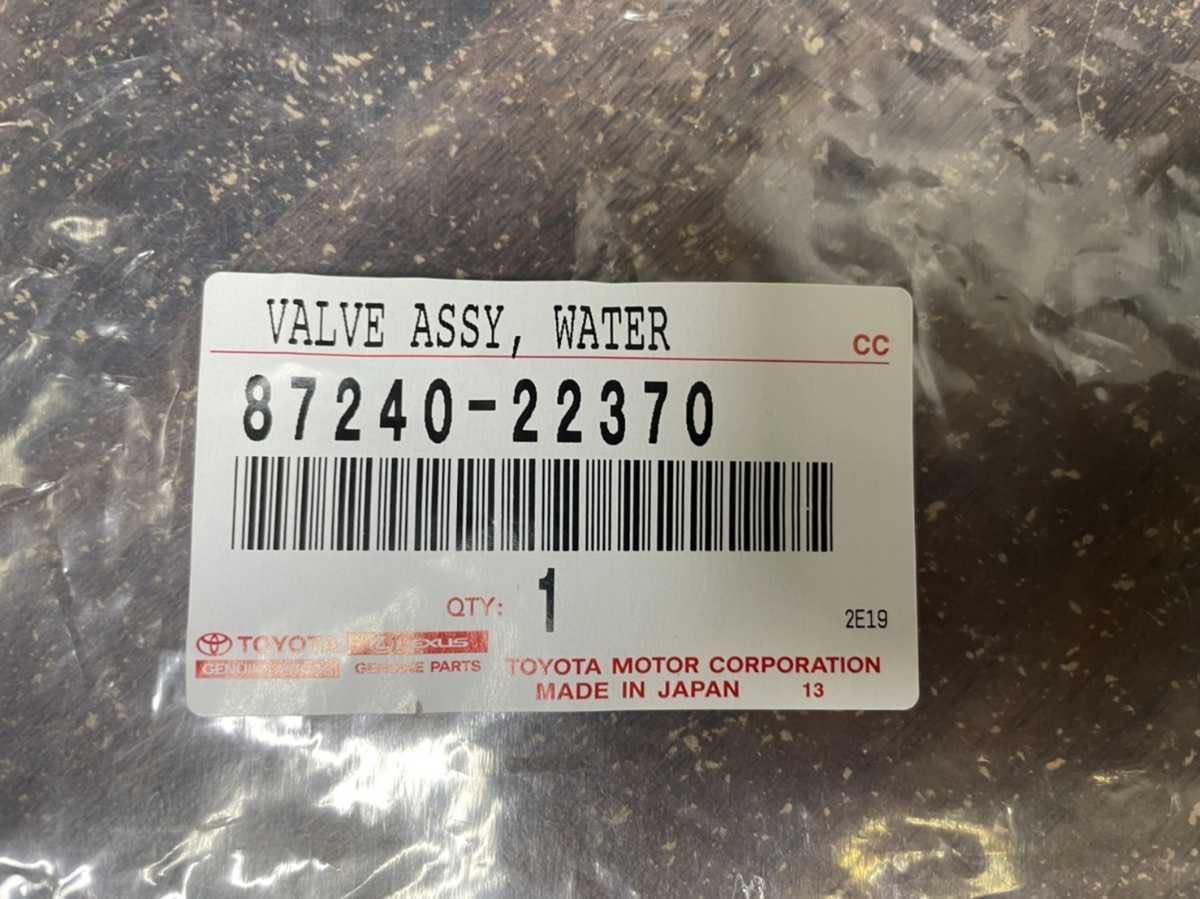 VALVE ASSY, WATER
CC
87240-22370
QTY: 1
2E19
TOYOTA LEXUS
GENUINE PARTS
TOYOTA MOTOR CORPORATION
MADE IN JAPAN 13